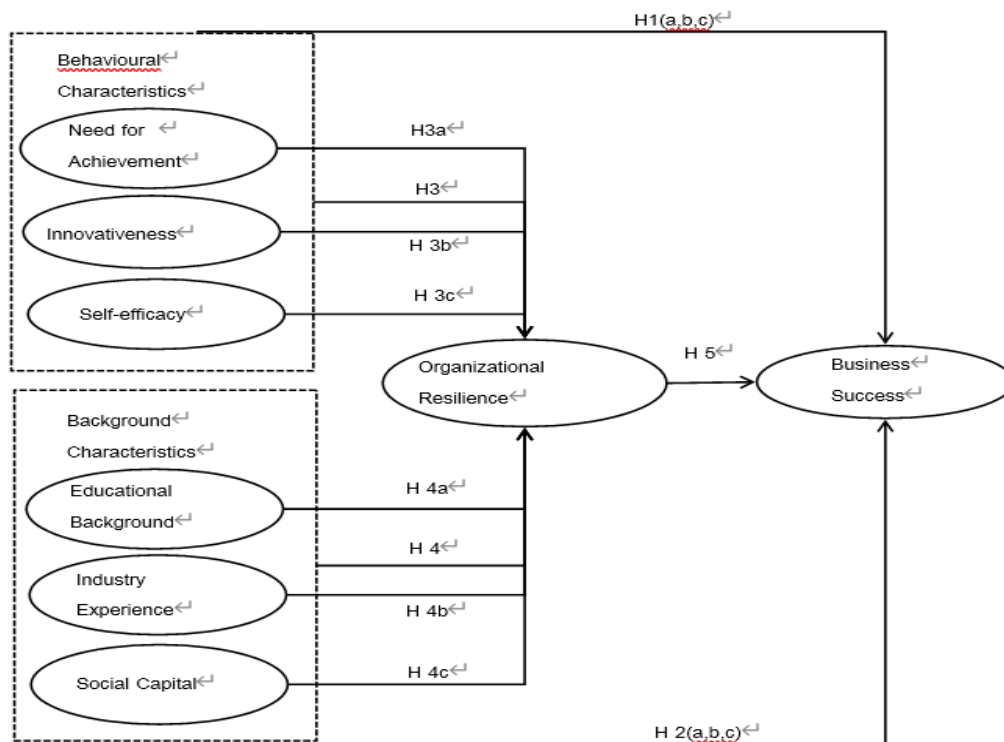 H1(a,b,c)
Behavioural
Characteristics
Need for
Achievement
H3a
H3
Innovativeness
H 3b
H 3c
Self-efficacy
Organizational
Resilience
H 5
Business
Success
Background
Characteristics
Educational
Background
H 4a
H 4
Industry
Experience
H 4b
H 4c
Social Capital
H 2(a,b,c)